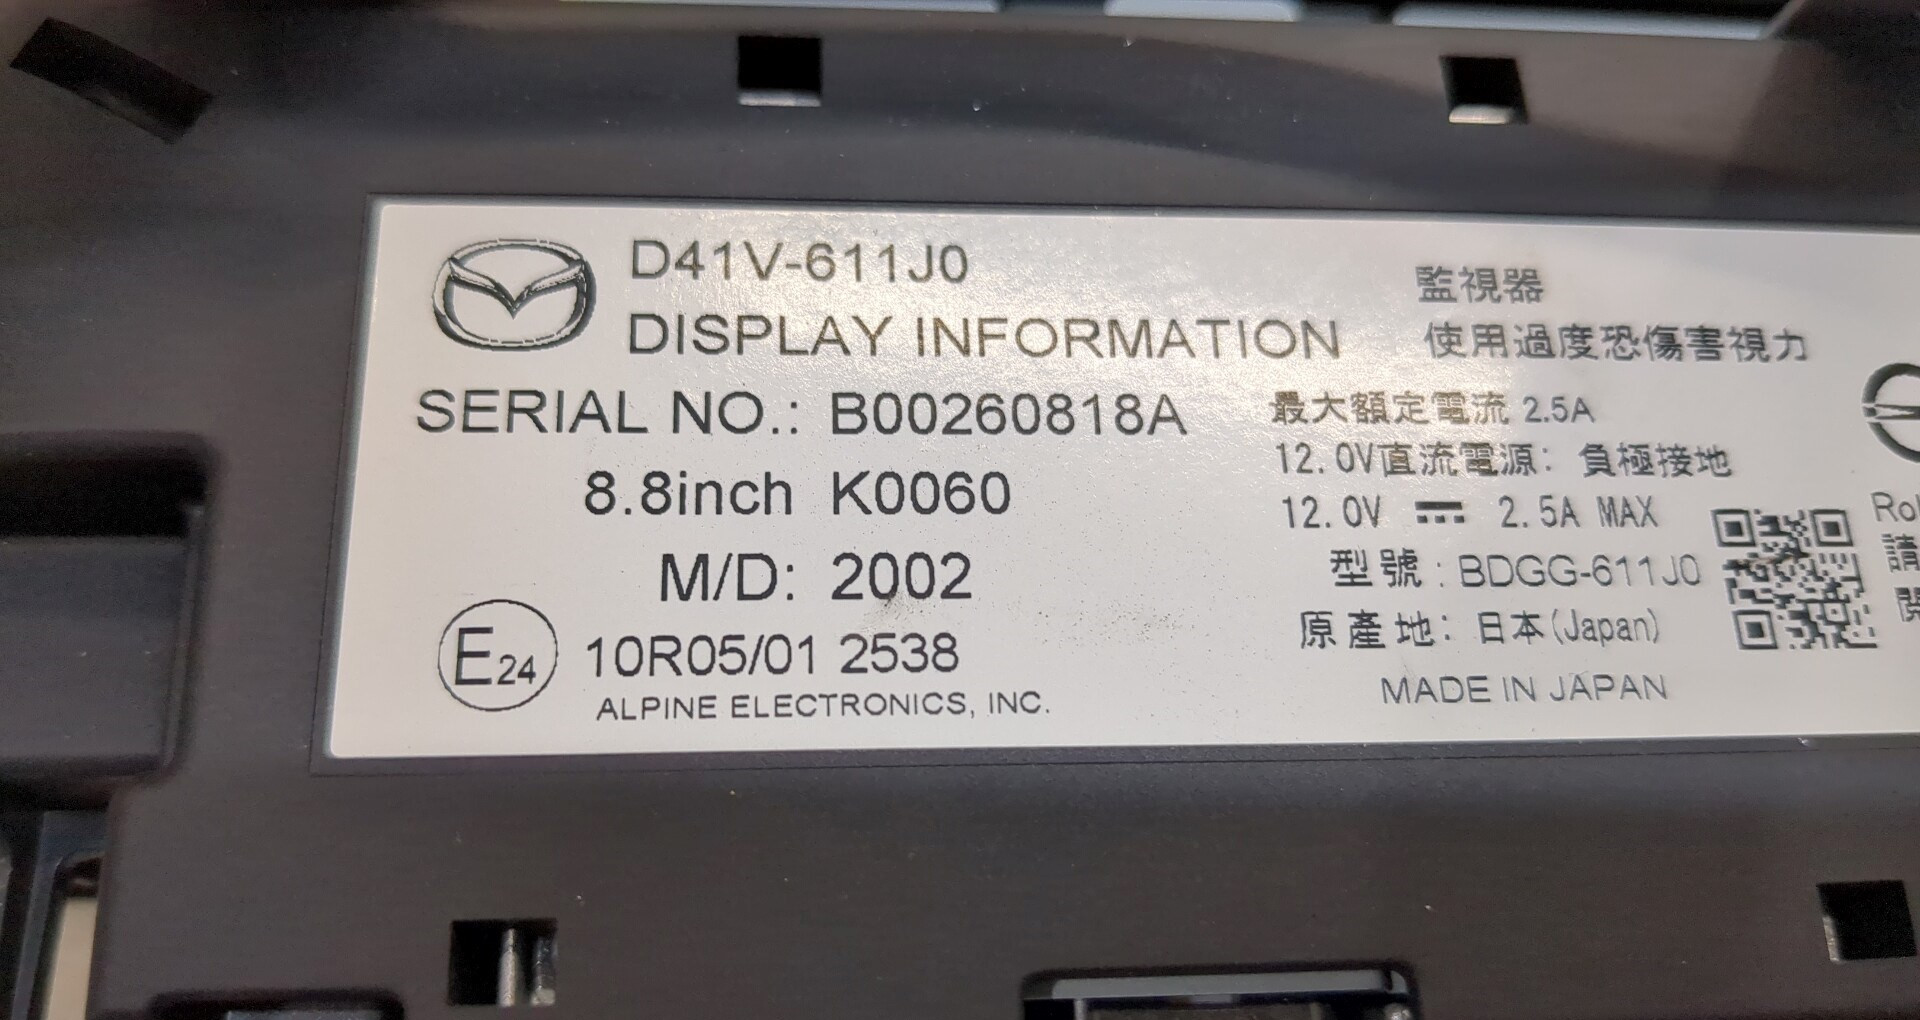 D41V-611J0
DISPLAY INFORMATION
SERIAL NO.: B00260818A
8.8inch K0060
M/D: 2002
E24 10R05/01 2538
ALPINE ELECTRONICS, INC.
監視器
使用過度恐傷害視力
最大額定電流 2.5A
12.0V直流電源: 負極接地
12.0V ⎓ 2.5A MAX
型號: BDGG-611J0
原產地: 日本(Japan)
MADE IN JAPAN
請